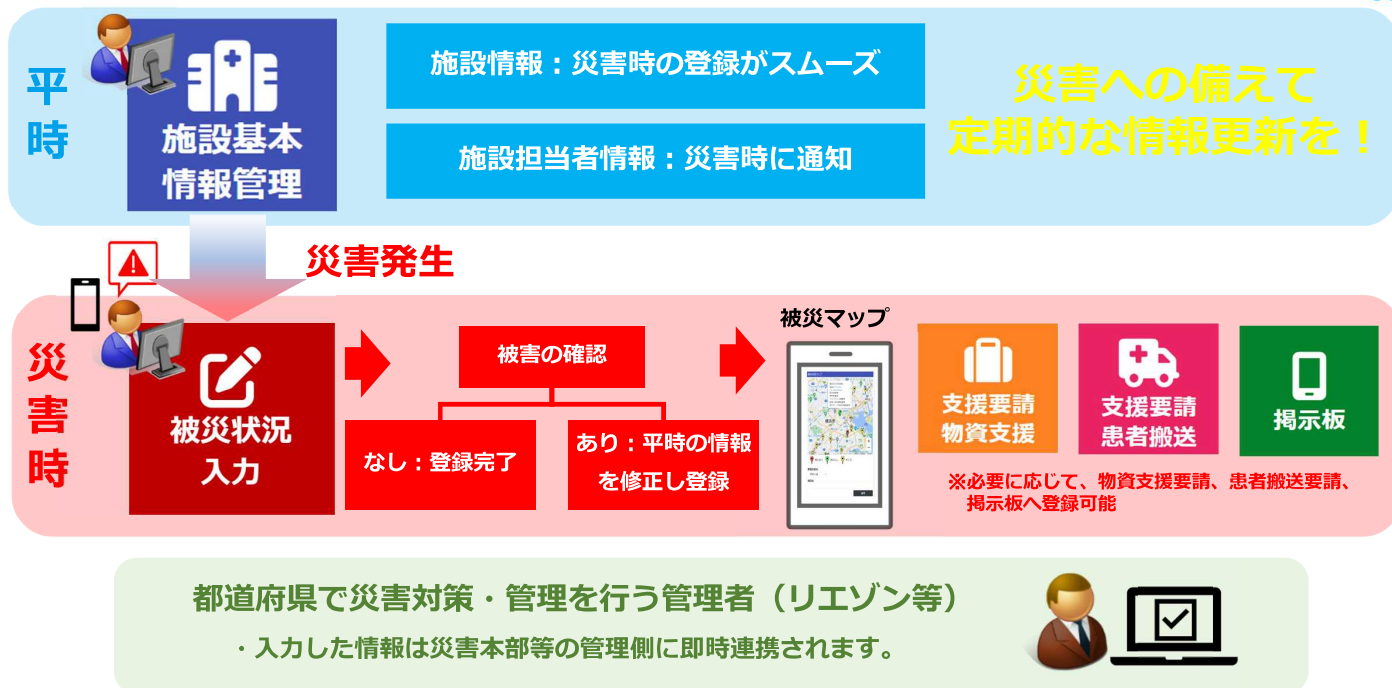 平時
施設基本
情報管理
施設情報：災害時の登録がスムーズ
施設担当者情報：災害時に通知
災害への備えて
定期的な情報更新を！
災害発生
災害時
被災状況
入力
被害の確認
なし：登録完了
あり：平時の情報
を修正し登録
被災マップ
支援要請
物資支援
支援要請
患者搬送
掲示板
※必要に応じて、物資支援要請、患者搬送要請、
掲示板へ登録可能
都道府県で災害対策・管理を行う管理者（リエゾン等）
・入力した情報は災害本部等の管理側に即時連携されます。